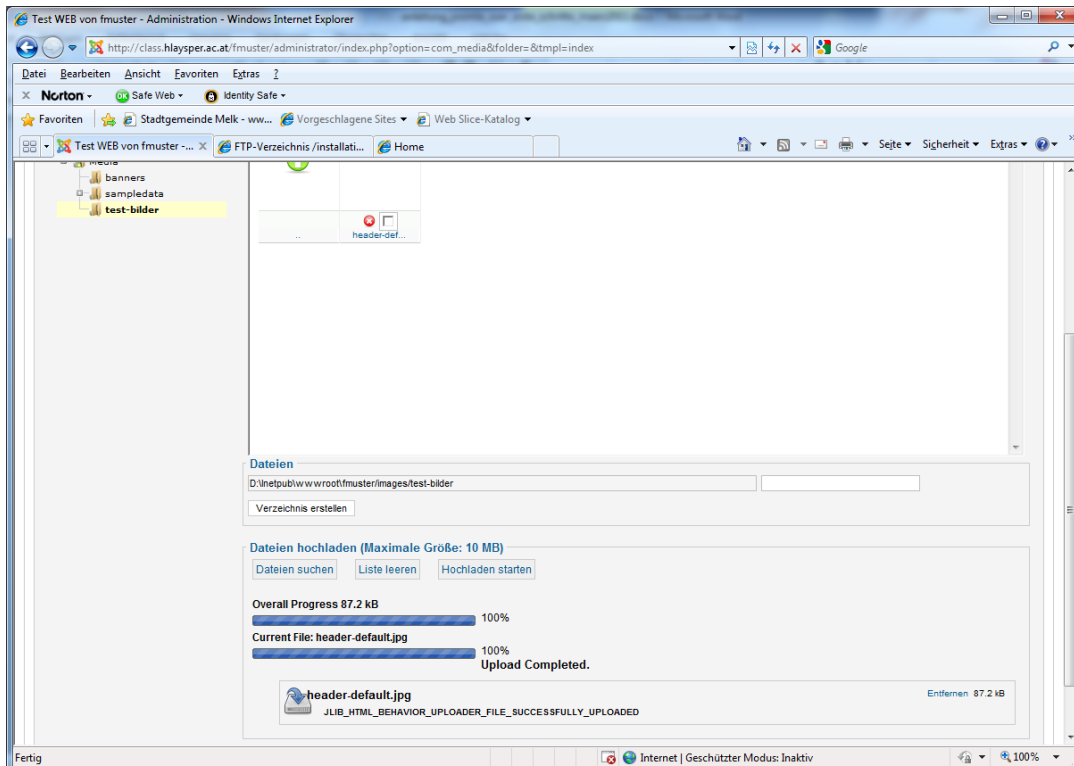 Test WEB von fmuster - Administration - Windows Internet Explorer
http://class.hlaysper.ac.at/fmuster/administrator/index.php?option=com_media&folder=&tmpl=index
Google
Datei Bearbeiten Ansicht Favoriten Extras ?
x Norton - OK Safe Web Identity Safe
Favoriten Stadtgemeinde Melk - ww... Vorgeschlagene Sites Web Slice-Katalog
Test WEB von fmuster -... X FTP-Verzeichnis /installati... Home Seite Sicherheit Extras
Media
banners
sampledata
test-bilder
.. header-def...
Dateien
D:\Inetpub\wwwroot\fmuster/images/test-bilder
Verzeichnis erstellen
Dateien hochladen (Maximale Größe: 10 MB)
Dateien suchen Liste leeren Hochladen starten
Overall Progress 87.2 kB
100%
Current File: header-default.jpg
100%
Upload Completed.
header-default.jpg Entfernen 87.2 kB
JLIB_HTML_BEHAVIOR_UPLOADER_FILE_SUCCESSFULLY_UPLOADED
Fertig Internet | Geschützter Modus: Inaktiv 100%